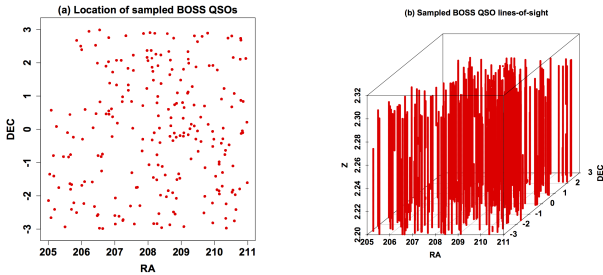 (a) Location of sampled BOSS QSOs
3
2
1
0
-1
-2
-3
DEC
205 206 207 208 209 210 211
RA
(b) Sampled BOSS QSO lines-of-sight
2.32
2.30
2.28
2.26
2.24
2.22
2.20
Z
205 206 207 208 209 210 211
RA
-3
-2
-1
0
1
2
3
DEC